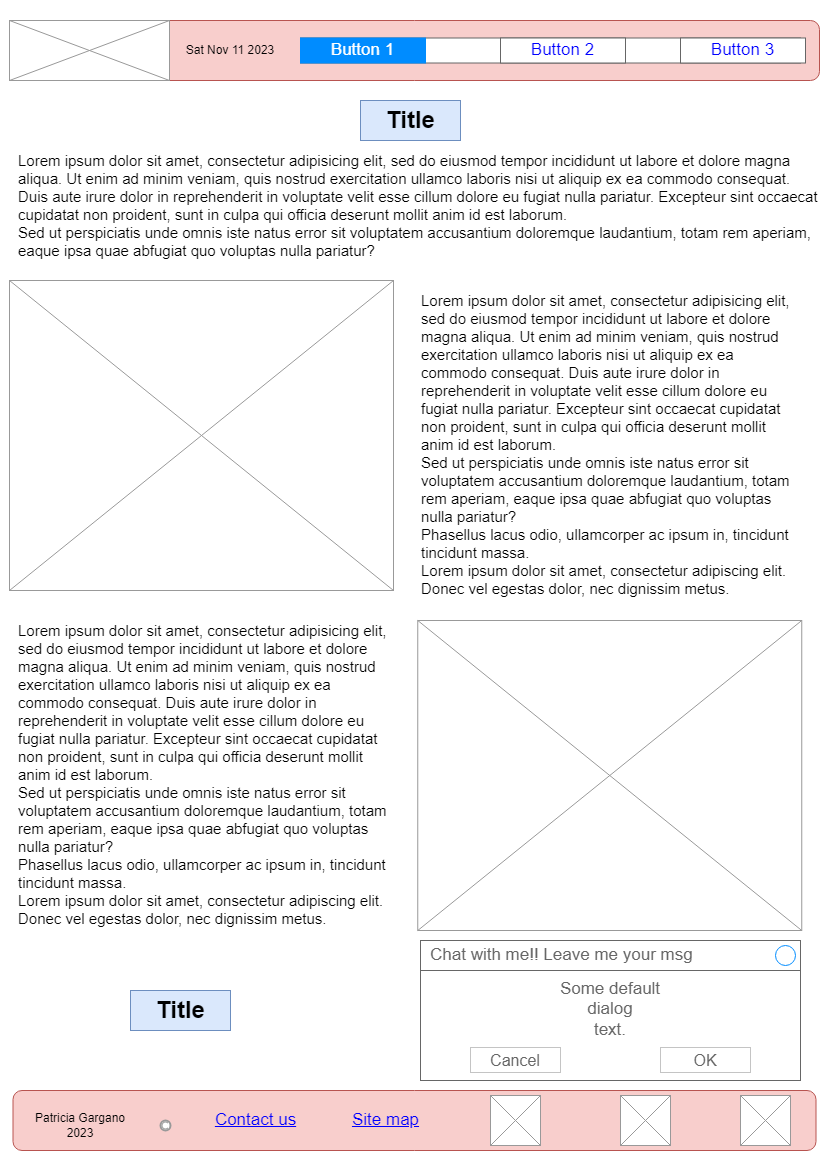 Sat Nov 11 2023
Button 1
Button 2
Button 3
Title
Lorem ipsum dolor sit amet, consectetur adipisicing elit, sed do eiusmod tempor incididunt ut labore et dolore magna
aliqua. Ut enim ad minim veniam, quis nostrud exercitation ullamco laboris nisi ut aliquip ex ea commodo consequat.
Duis aute irure dolor in reprehenderit in voluptate velit esse cillum dolore eu fugiat nulla pariatur. Excepteur sint occaecat
cupidatat non proident, sunt in culpa qui officia deserunt mollit anim id est laborum.
Sed ut perspiciatis unde omnis iste natus error sit voluptatem accusantium doloremque laudantium, totam rem aperiam,
eaque ipsa quae abfugiat quo voluptas nulla pariatur?
Lorem ipsum dolor sit amet, consectetur adipisicing elit,
sed do eiusmod tempor incididunt ut labore et dolore
magna aliqua. Ut enim ad minim veniam, quis nostrud
exercitation ullamco laboris nisi ut aliquip ex ea
commodo consequat. Duis aute irure dolor in
reprehenderit in voluptate velit esse cillum dolore eu
fugiat nulla pariatur. Excepteur sint occaecat cupidatat
non proident, sunt in culpa qui officia deserunt mollit
anim id est laborum.
Sed ut perspiciatis unde omnis iste natus error sit
voluptatem accusantium doloremque laudantium, totam
rem aperiam, eaque ipsa quae abfugiat quo voluptas
nulla pariatur?
Phasellus lacus odio, ullamcorper ac ipsum in, tincidunt
tincidunt massa.
Lorem ipsum dolor sit amet, consectetur adipiscing elit.
Donec vel egestas dolor, nec dignissim metus.
Lorem ipsum dolor sit amet, consectetur adipisicing elit,
sed do eiusmod tempor incididunt ut labore et dolore
magna aliqua. Ut enim ad minim veniam, quis nostrud
exercitation ullamco laboris nisi ut aliquip ex ea
commodo consequat. Duis aute irure dolor in
reprehenderit in voluptate velit esse cillum dolore eu
fugiat nulla pariatur. Excepteur sint occaecat cupidatat
non proident, sunt in culpa qui officia deserunt mollit
anim id est laborum.
Sed ut perspiciatis unde omnis iste natus error sit
voluptatem accusantium doloremque laudantium, totam
rem aperiam, eaque ipsa quae abfugiat quo voluptas
nulla pariatur?
Phasellus lacus odio, ullamcorper ac ipsum in, tincidunt
tincidunt massa.
Lorem ipsum dolor sit amet, consectetur adipiscing elit.
Donec vel egestas dolor, nec dignissim metus.
Chat with me!! Leave me your msg
Some default
dialog
text.
Cancel
OK
Title
Patricia Gargano
2023
Contact us
Site map